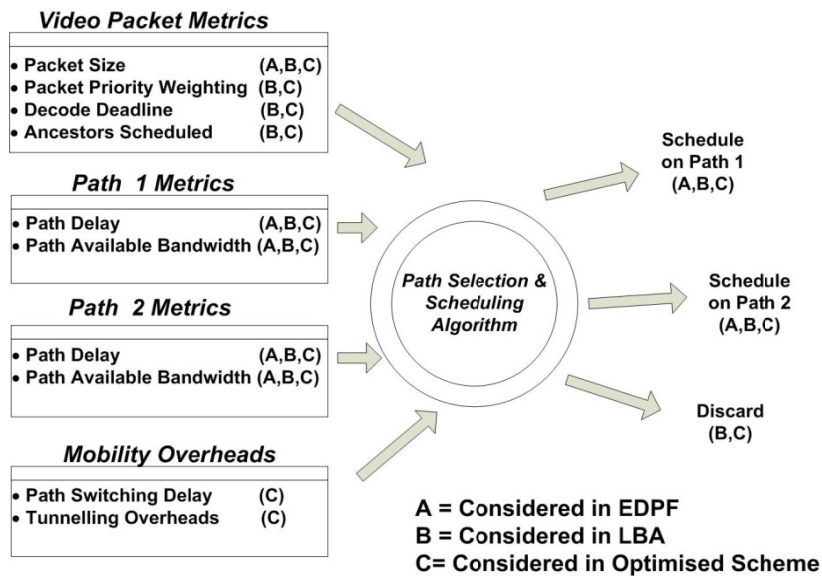 Video Packet Metrics
• Packet Size (A,B,C)
• Packet Priority Weighting (B,C)
• Decode Deadline (B,C)
• Ancestors Scheduled (B,C)
Path 1 Metrics
• Path Delay (A,B,C)
• Path Available Bandwidth (A,B,C)
Path 2 Metrics
• Path Delay (A,B,C)
• Path Available Bandwidth (A,B,C)
Mobility Overheads
• Path Switching Delay (C)
• Tunnelling Overheads (C)
Path Selection &
Scheduling
Algorithm
Schedule
on Path 1
(A,B,C)
Schedule
on Path 2
(A,B,C)
Discard
(B,C)
A = Considered in EDPF
B = Considered in LBA
C= Considered in Optimised Scheme